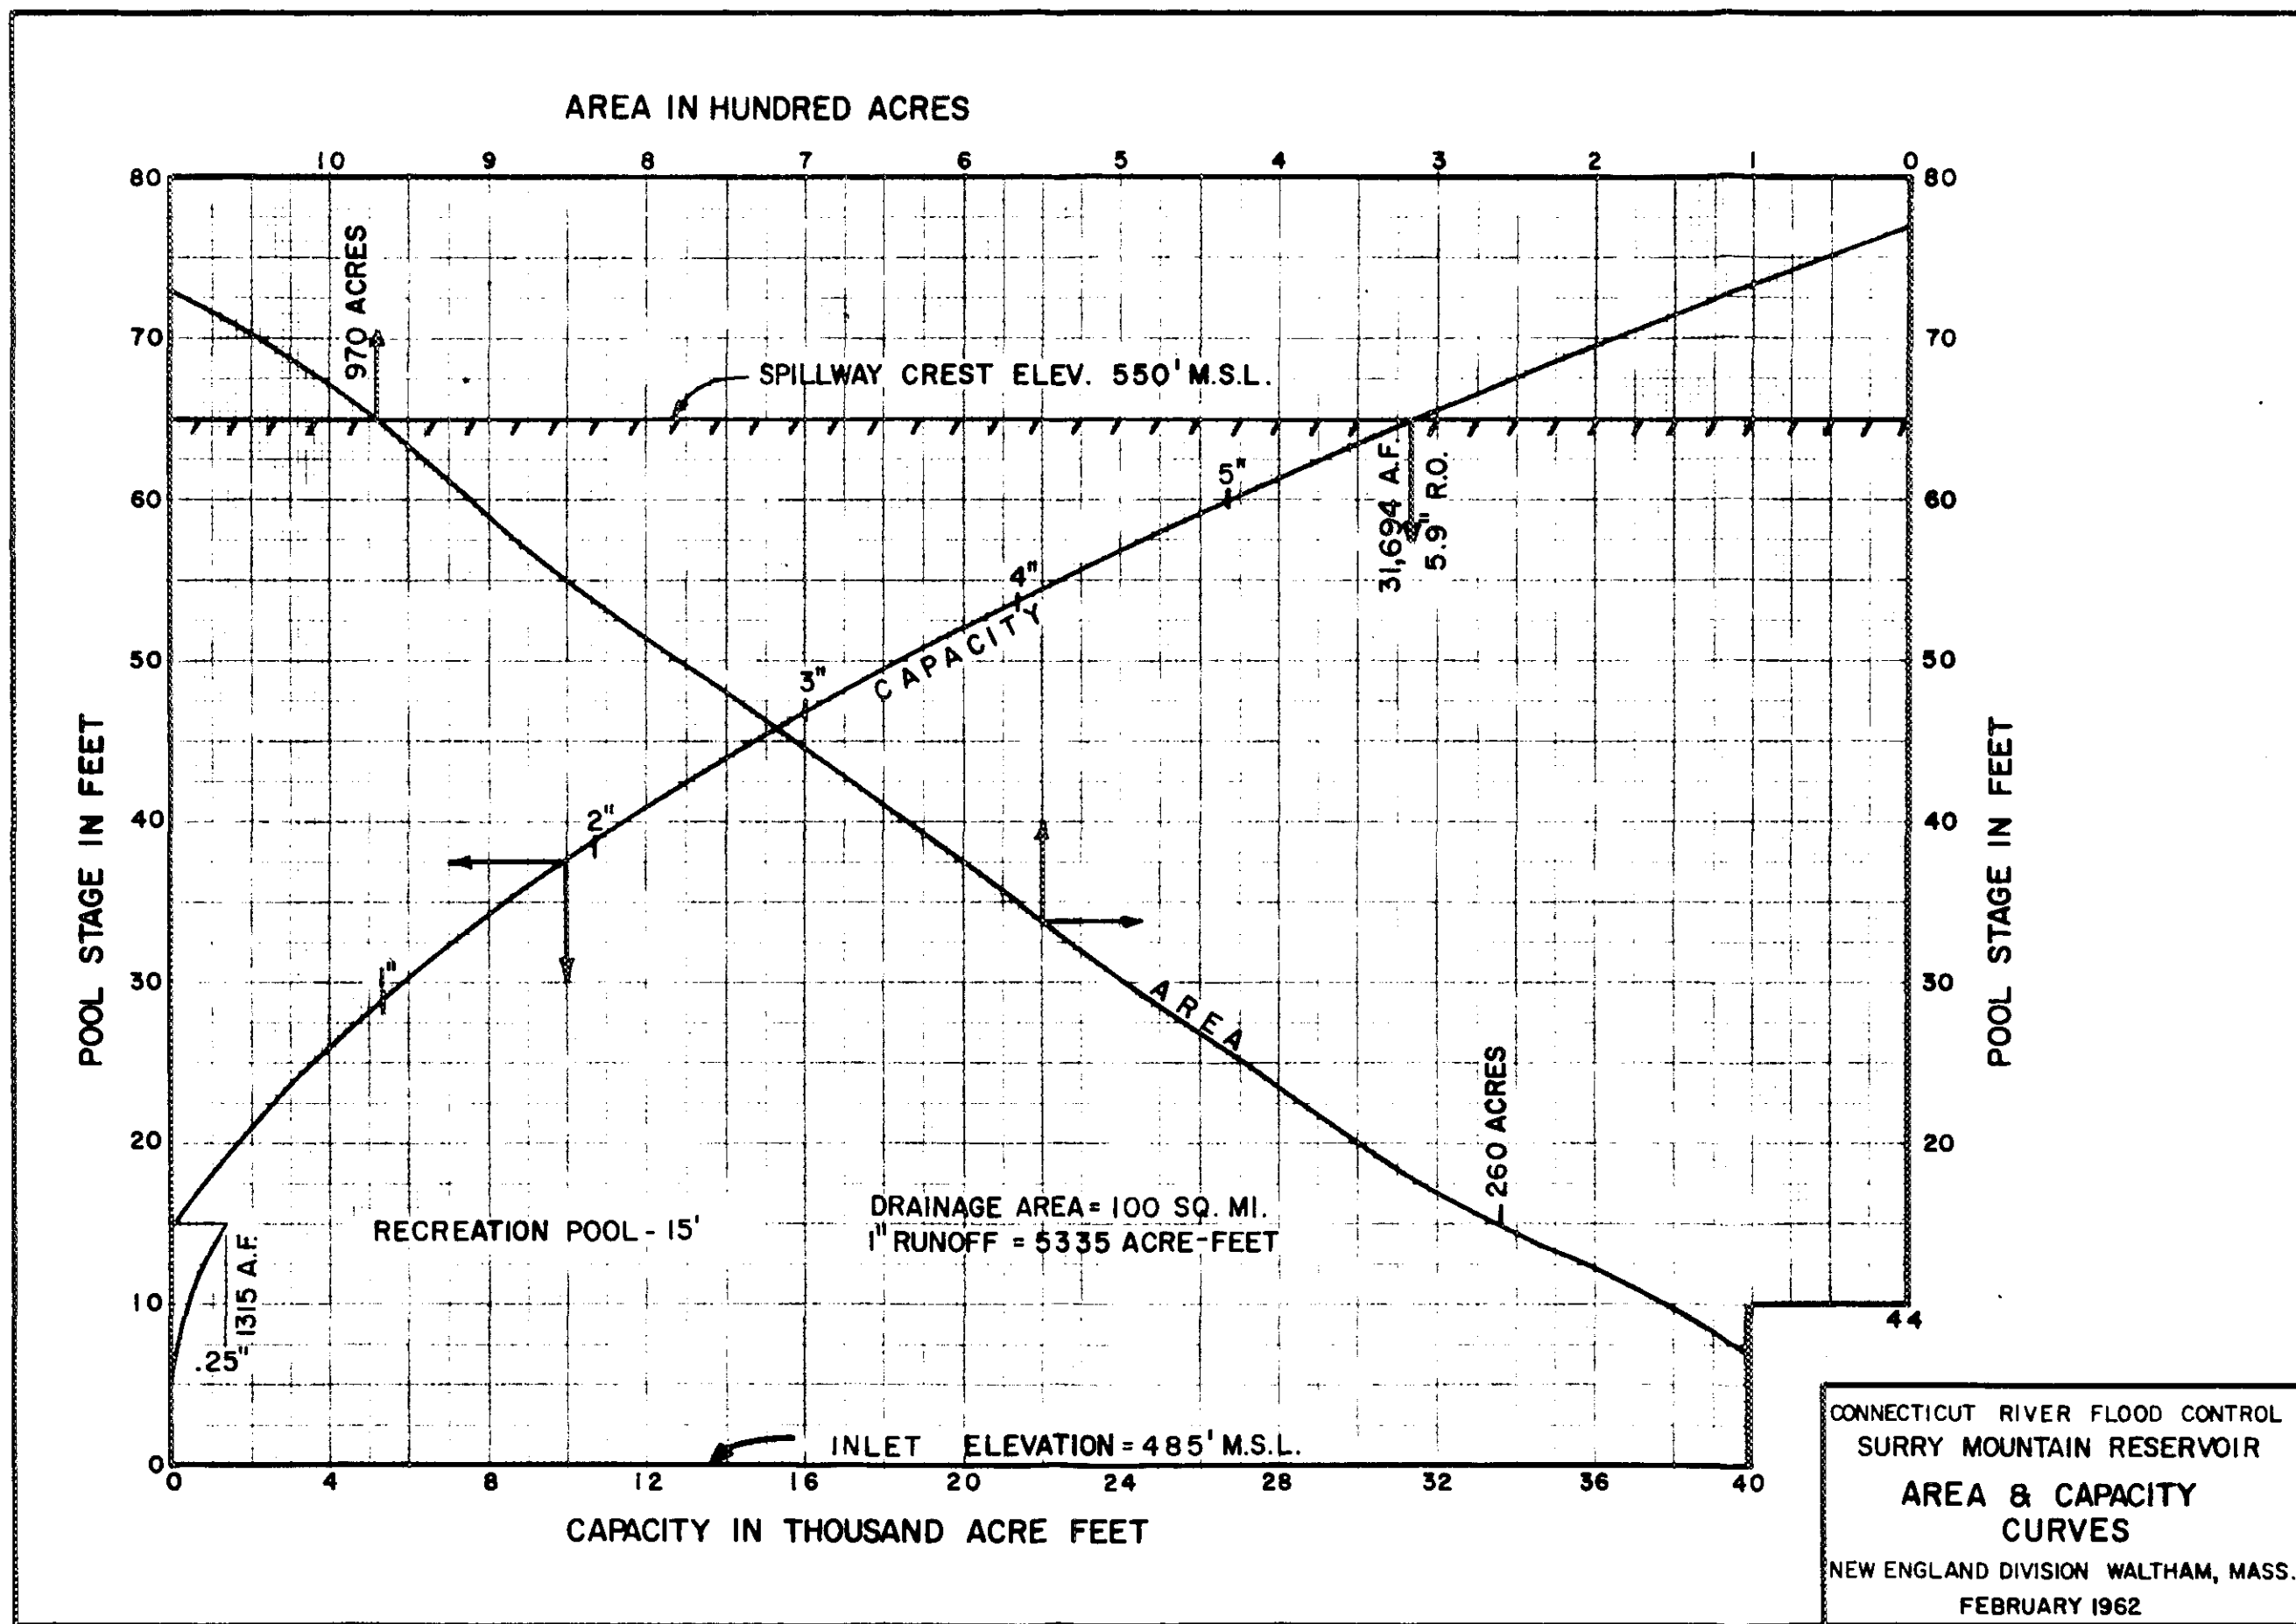 AREA IN HUNDRED ACRES
10 9 8 7 6 5 4 3 2 1 0
80 80
970 ACRES
70 70
SPILLWAY CREST ELEV. 550' M.S.L.
31,694 A.F.
5.9" R.O.
5"
60 60
4"
CAPACITY
50 50
3"
POOL STAGE IN FEET
POOL STAGE IN FEET
2"
40 40
1"
30 30
AREA
260 ACRES
20 20
RECREATION POOL - 15'
DRAINAGE AREA = 100 SQ. MI.
1" RUNOFF = 5335 ACRE-FEET
1315 A.F.
.25"
10
44
INLET ELEVATION = 485' M.S.L.
0
0 4 8 12 16 20 24 28 32 36 40
CAPACITY IN THOUSAND ACRE FEET
CONNECTICUT RIVER FLOOD CONTROL
SURRY MOUNTAIN RESERVOIR
AREA & CAPACITY
CURVES
NEW ENGLAND DIVISION WALTHAM, MASS.
FEBRUARY 1962